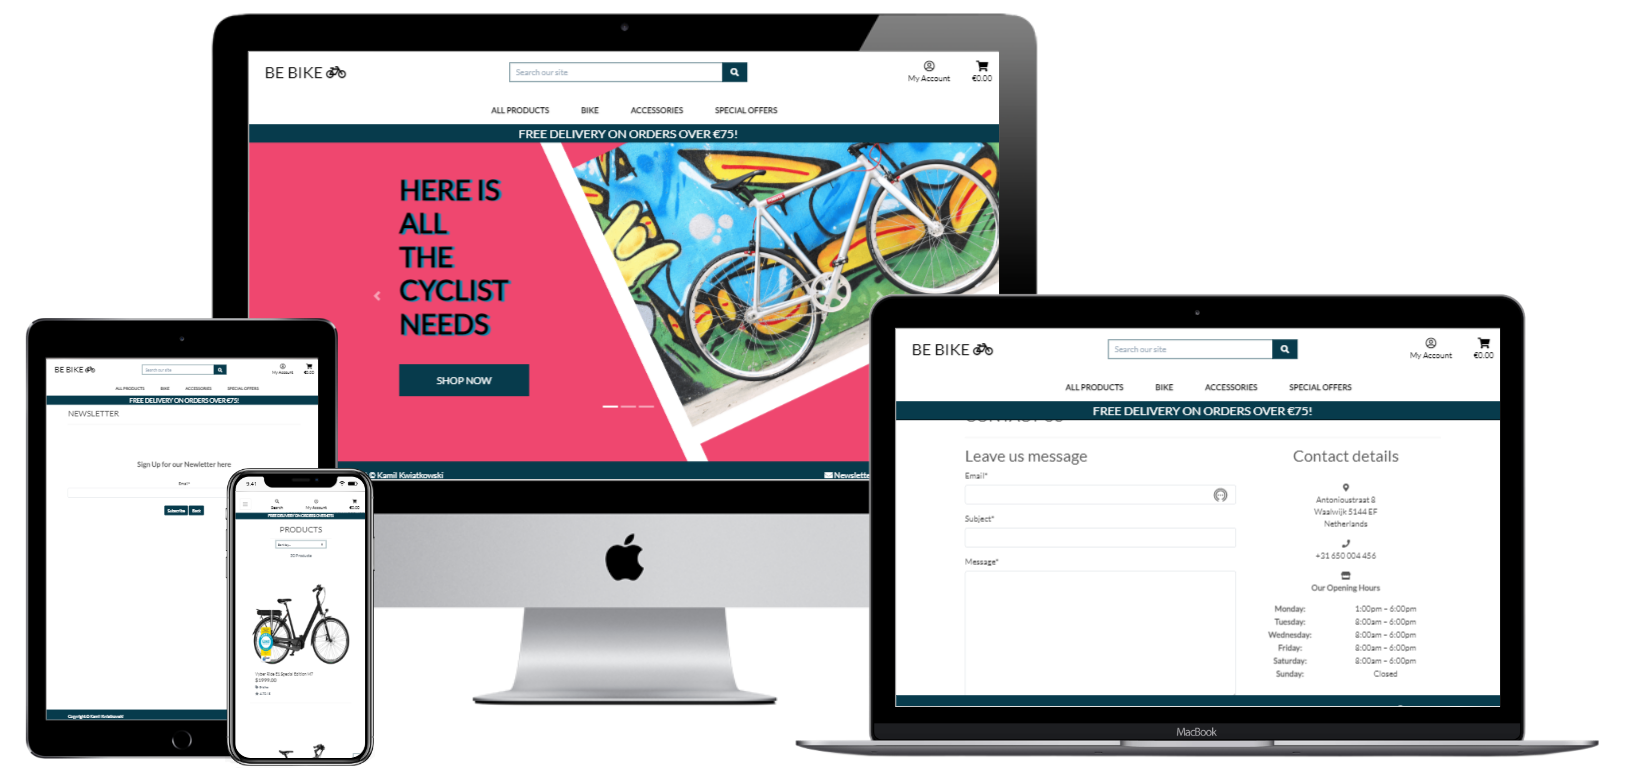 BE BIKE
Search our site
My Account
€0.00
ALL PRODUCTS BIKE ACCESSORIES SPECIAL OFFERS
FREE DELIVERY ON ORDERS OVER €75!
HERE IS
ALL
THE
CYCLIST
NEEDS
SHOP NOW
© Kamil Kwiatkowski
Newslette
BE BIKE
Search our site
My Account
€0.00
ALL PRODUCTS BIKE ACCESSORIES SPECIAL OFFERS
FREE DELIVERY ON ORDERS OVER €75!
NEWSLETTER
Sign Up for our Newletter here
Email*
Subscribe Back
Copyright © Kamil Kwiatkowski
9:41
Search My Account €0.00
FREE DELIVERY ON ORDERS OVER €75!
PRODUCTS
$1999.00
BE BIKE
Search our site
My Account
€0.00
ALL PRODUCTS BIKE ACCESSORIES SPECIAL OFFERS
FREE DELIVERY ON ORDERS OVER €75!
CONTACT US
Leave us message
Email*
Subject*
Message*
Contact details
Antonioustraat 8
Waalwijk 5144 EF
Netherlands
+31 650 004 456
Our Opening Hours
Monday: 1:00pm – 6:00pm
Tuesday: 8:00am – 6:00pm
Wednesday: 8:00am – 6:00pm
Friday: 8:00am – 6:00pm
Saturday: 8:00am – 6:00pm
Sunday: Closed
MacBook